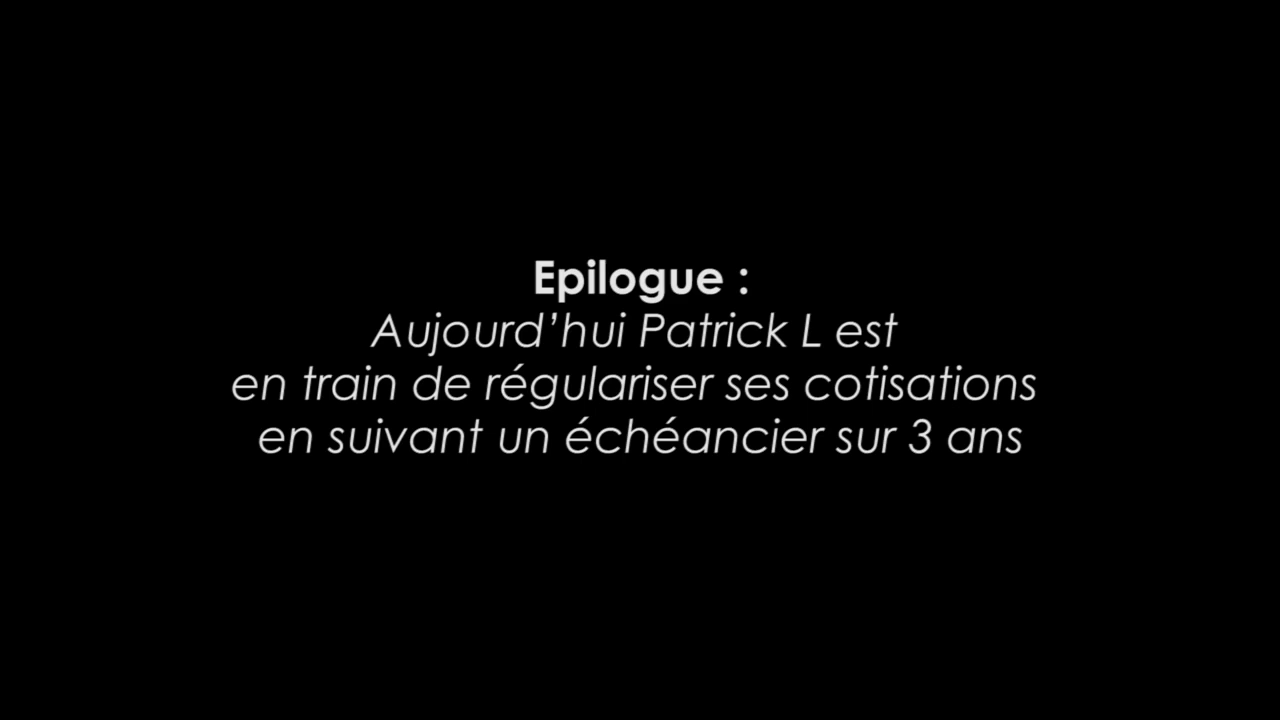 Epilogue :
Aujourd’hui Patrick L est
en train de régulariser ses cotisations
en suivant un échéancier sur 3 ans